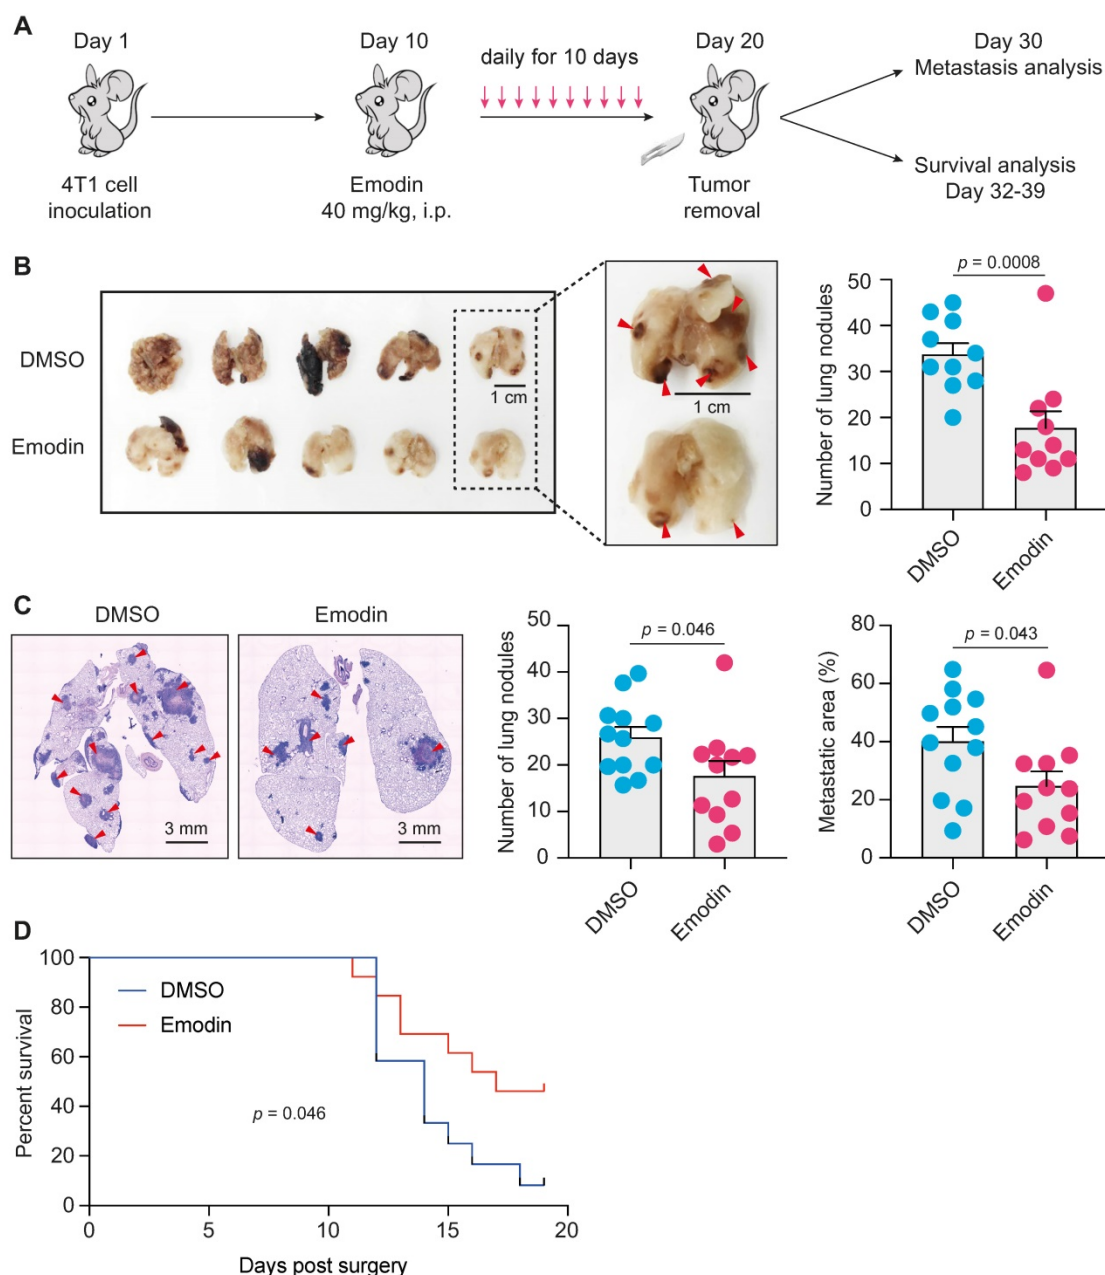 A
Day 1
Day 10
daily for 10 days
Day 20
Day 30
Metastasis analysis
4T1 cell
inoculation
Emodin
40 mg/kg, i.p.
Tumor
removal
Survival analysis
Day 32-39
B
DMSO
Emodin
1 cm
1 cm
p = 0.0008
Number of lung nodules
50
40
30
20
10
0
DMSO
Emodin
C
DMSO
Emodin
3 mm
3 mm
p = 0.046
Number of lung nodules
50
40
30
20
10
0
DMSO
Emodin
p = 0.043
Metastatic area (%)
80
60
40
20
0
DMSO
Emodin
D
Percent survival
100
80
60
40
20
0
DMSO
Emodin
p = 0.046
0
5
10
15
20
Days post surgery